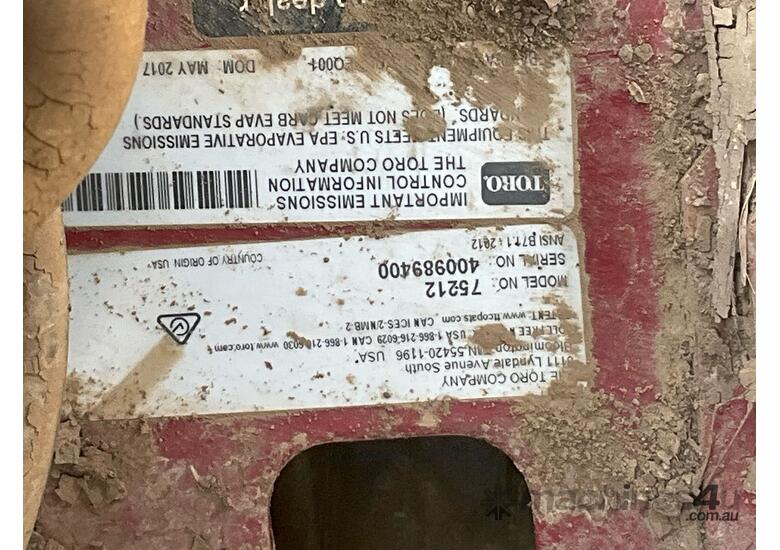 THE TORO COMPANY
8111 Lyndale Avenue South
Bloomington, MN 55420-1196 USA
USA 1-866-216-6029 CAN 1-866-216-6030 www.toro.com
PATENT: www.ttcopats.com CAN ICES-2/NMB-2
MODEL NO: 75212
SERIAL NO: 400989400
ANSI B71.1 : 2012
COUNTRY OF ORIGIN USA
TORO.
IMPORTANT EMISSIONS
CONTROL INFORMATION
THE TORO COMPANY
THIS EQUIPMENT MEETS U.S. EPA EVAPORATIVE EMISSIONS
STANDARDS. (DOES NOT MEET CARB EVAP STANDARDS.)
DOM: MAY 2017
machines4u
.com.au